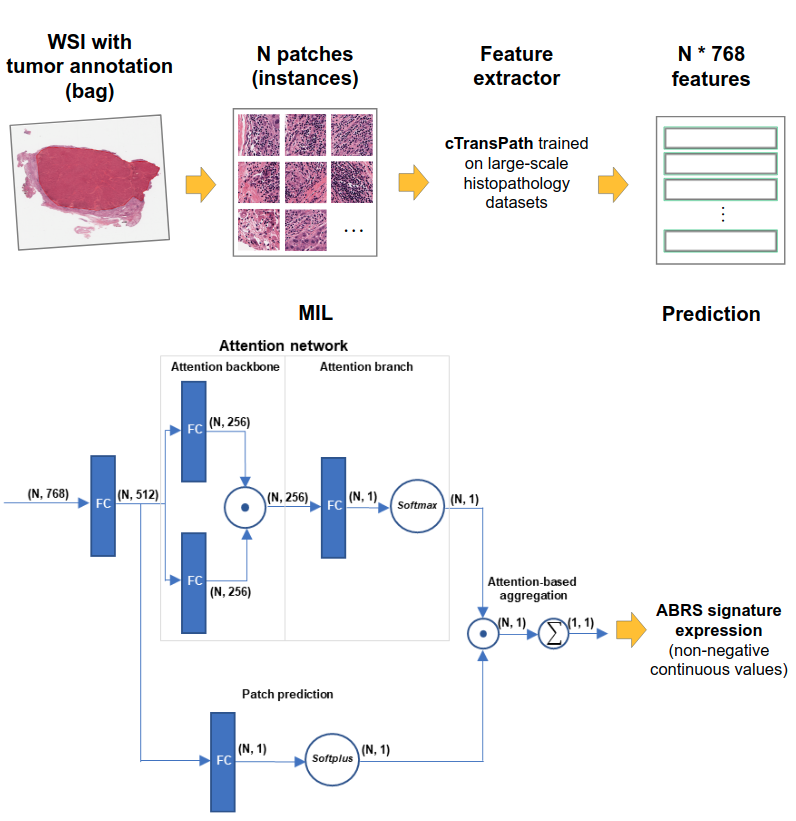 WSI with
tumor annotation
(bag)
N patches
(instances)
Feature
extractor
N * 768
features
cTransPath trained
on large-scale
histopathology
datasets
...
⋮
MIL
Prediction
Attention network
Attention backbone
Attention branch
FC
(N, 256)
(N, 768)
FC
(N, 512)
(N, 256)
FC
(N, 1)
Softmax
(N, 1)
FC
(N, 256)
Attention-based
aggregation
(N, 1)
∑
(1, 1)
ABRS signature
expression
(non-negative
continuous values)
Patch prediction
FC
(N, 1)
Softplus
(N, 1)